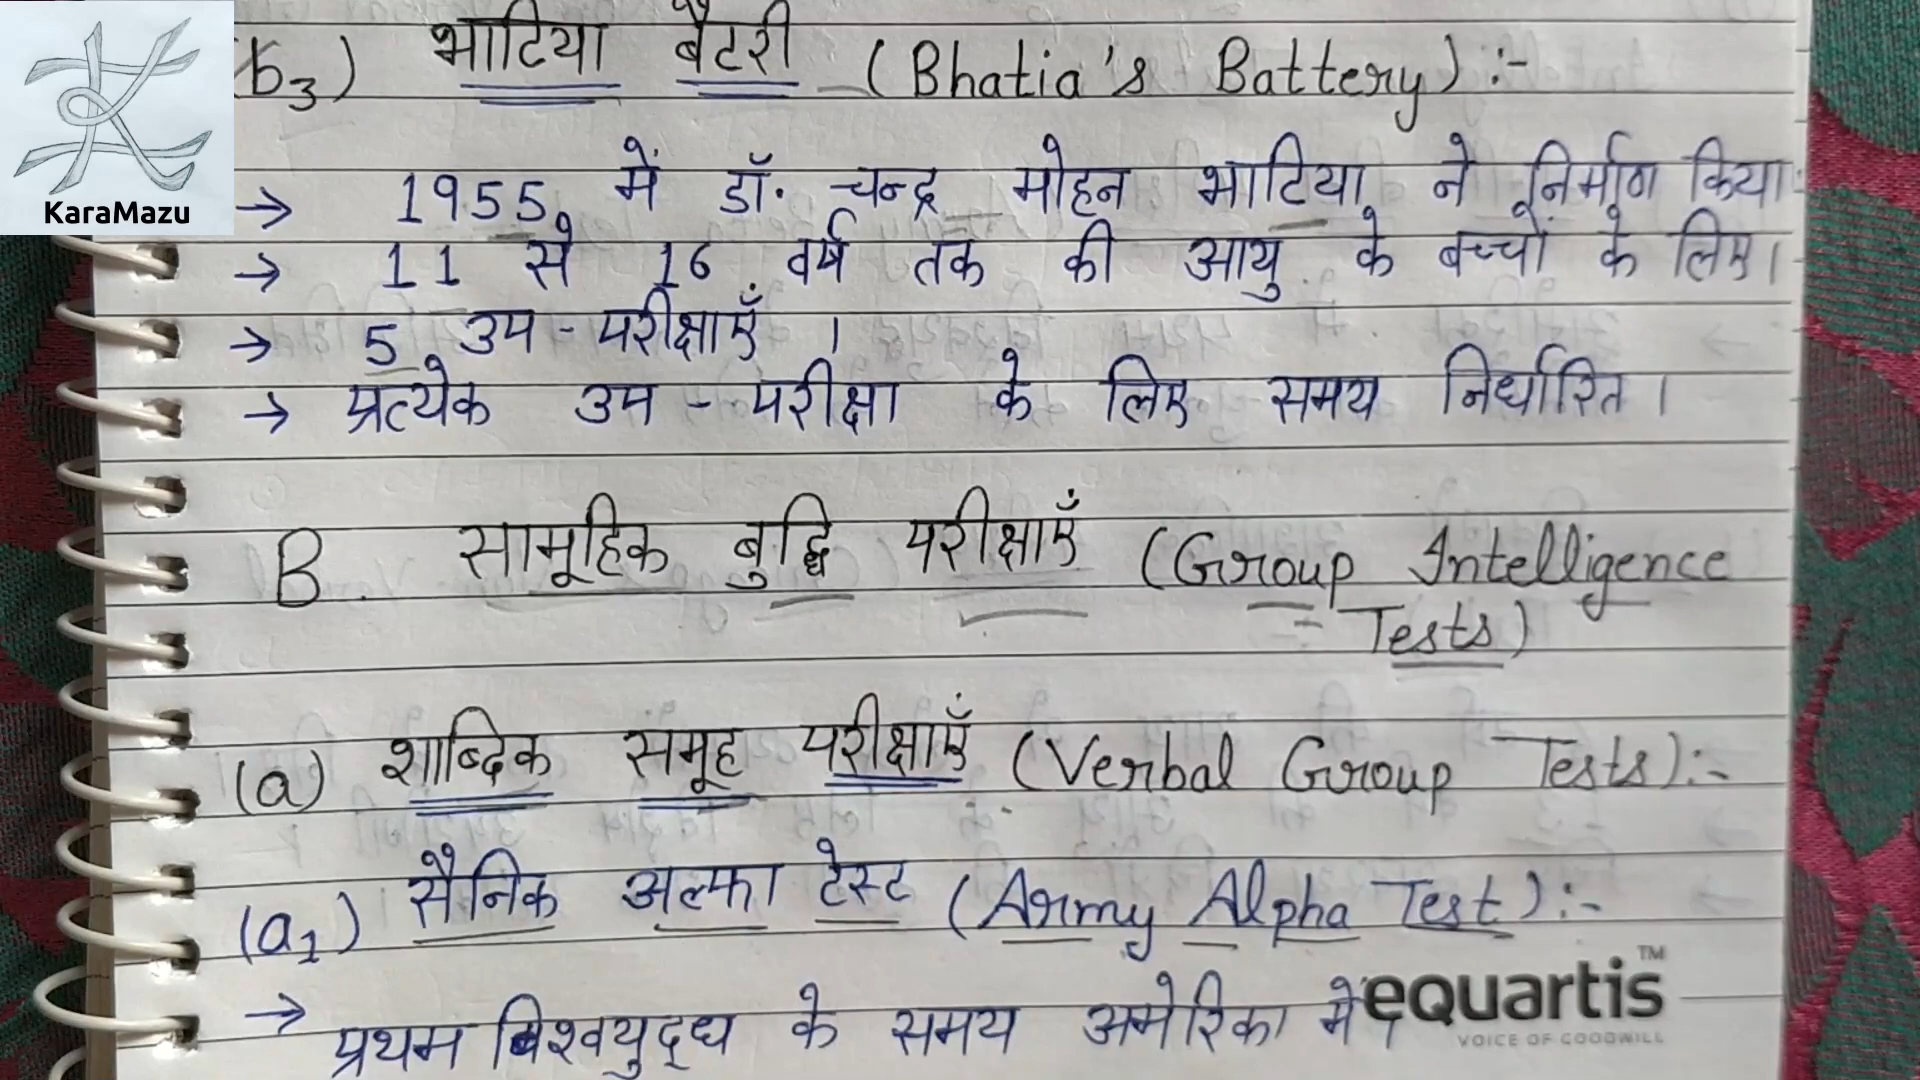 (b3) भाटिया बैटरी (Bhatia's Battery) :-
KaraMazu
→ 1955 में डॉ. चन्द्र मोहन भाटिया ने निर्माण किया
→ 11 से 16 वर्ष तक की आयु के बच्चों के लिए।
→ 5 उप-परीक्षाएँ ।
→ प्रत्येक उप-परीक्षा के लिए समय निर्धारित।
B. सामूहिक बुद्धि परीक्षाएँ (Group Intelligence
Tests)
(a) शाब्दिक समूह परीक्षाएँ (Verbal Group Tests):-
(a1) सैनिक अल्फा टेस्ट (Army Alpha Test):-
→ प्रथम विश्वयुद्ध के समय अमेरिका में।
equartis™
VOICE OF GOODWILL